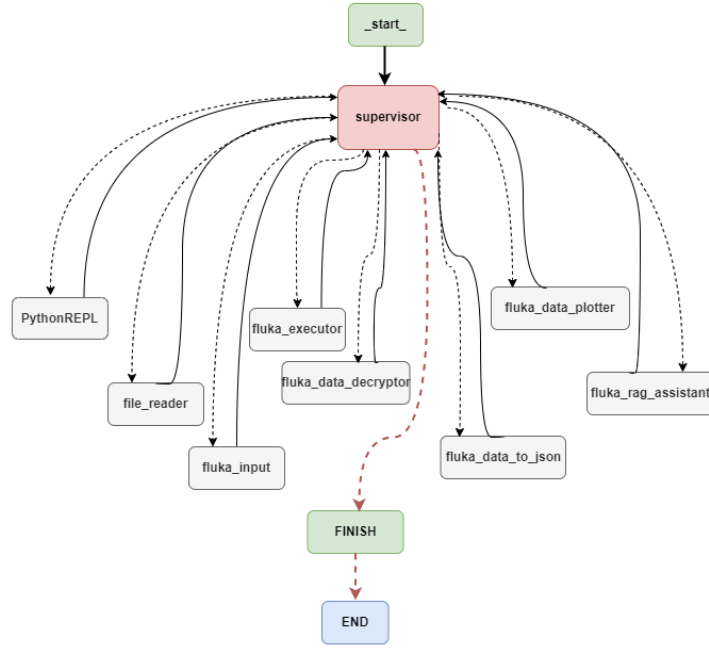 _start_
supervisor
PythonREPL
fluka_executor
fluka_data_plotter
file_reader
fluka_data_decryptor
fluka_rag_assistant
fluka_input
fluka_data_to_json
FINISH
END